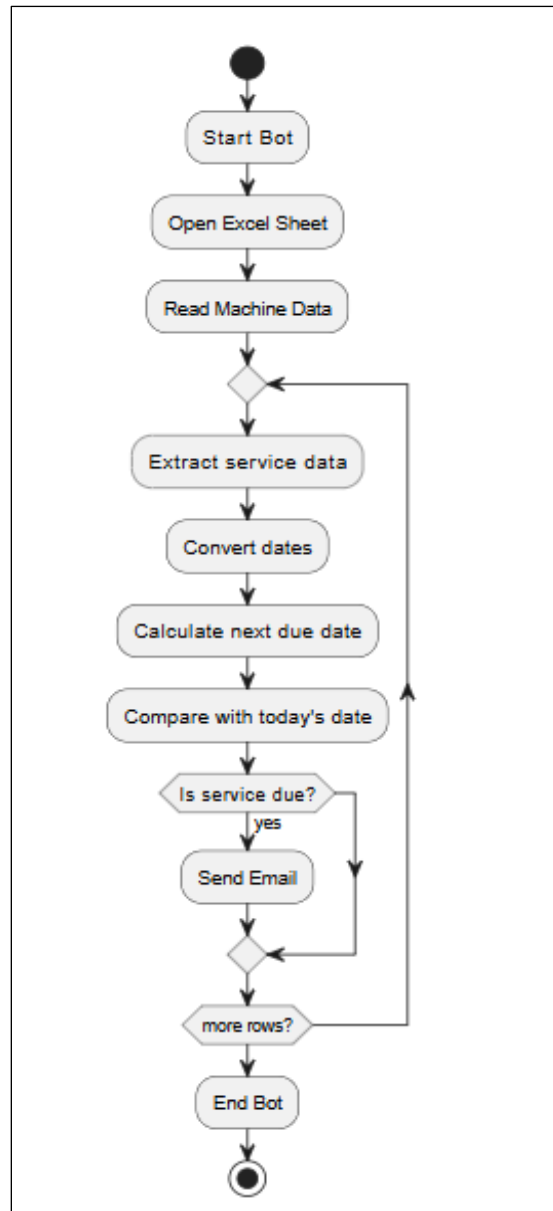 Start Bot
Open Excel Sheet
Read Machine Data
Extract service data
Convert dates
Calculate next due date
Compare with today's date
Is service due?
yes
Send Email
more rows?
End Bot